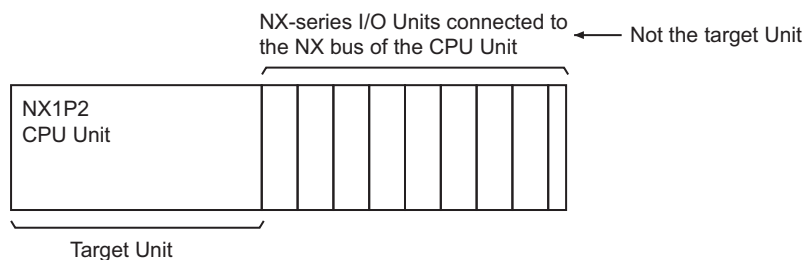 NX-series I/O Units connected to
the NX bus of the CPU Unit
Not the target Unit
NX1P2
CPU Unit
Target Unit